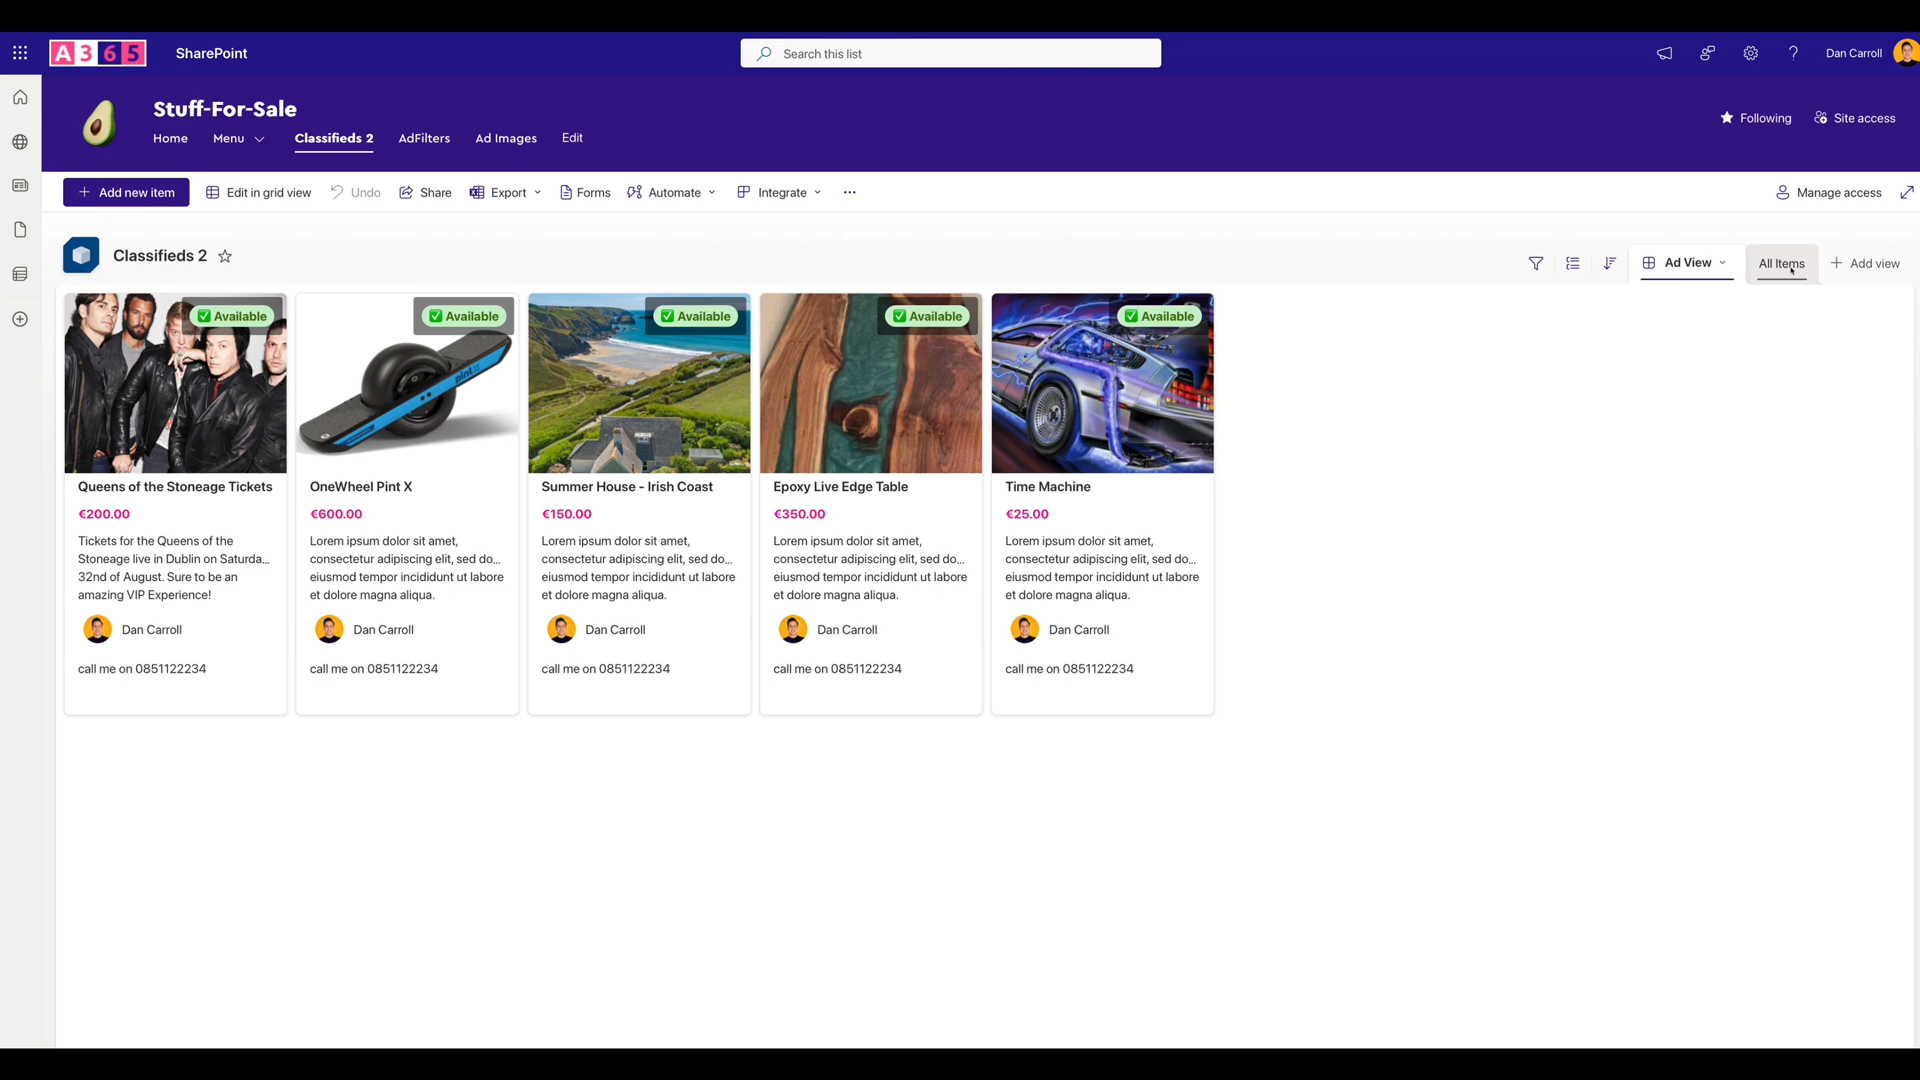 A365 SharePoint Search this list Dan Carroll
Stuff-For-Sale
Following Site access
Home Menu Classifieds 2 AdFilters Ad Images Edit
Add new item Edit in grid view Undo Share Export Forms Automate Integrate Manage access
Classifieds 2 Ad View All Items Add view
Available Available Available Available Available
pint x
Queens of the Stoneage Tickets
€200.00
Tickets for the Queens of the
Stoneage live in Dublin on Saturda...
32nd of August. Sure to be an
amazing VIP Experience!
Dan Carroll
call me on 0851122234
OneWheel Pint X
€600.00
Lorem ipsum dolor sit amet,
consectetur adipiscing elit, sed do...
eiusmod tempor incididunt ut labore
et dolore magna aliqua.
Dan Carroll
call me on 0851122234
Summer House - Irish Coast
€150.00
Lorem ipsum dolor sit amet,
consectetur adipiscing elit, sed do...
eiusmod tempor incididunt ut labore
et dolore magna aliqua.
Dan Carroll
call me on 0851122234
Epoxy Live Edge Table
€350.00
Lorem ipsum dolor sit amet,
consectetur adipiscing elit, sed do...
eiusmod tempor incididunt ut labore
et dolore magna aliqua.
Dan Carroll
call me on 0851122234
Time Machine
€25.00
Lorem ipsum dolor sit amet,
consectetur adipiscing elit, sed do...
eiusmod tempor incididunt ut labore
et dolore magna aliqua.
Dan Carroll
call me on 0851122234